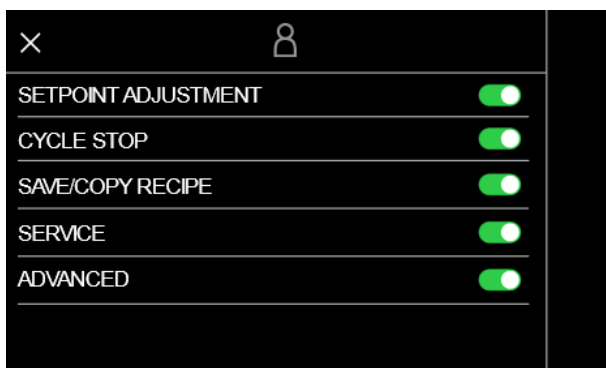 SETPOINT ADJUSTMENT
CYCLE STOP
SAVE/COPY RECIPE
SERVICE
ADVANCED